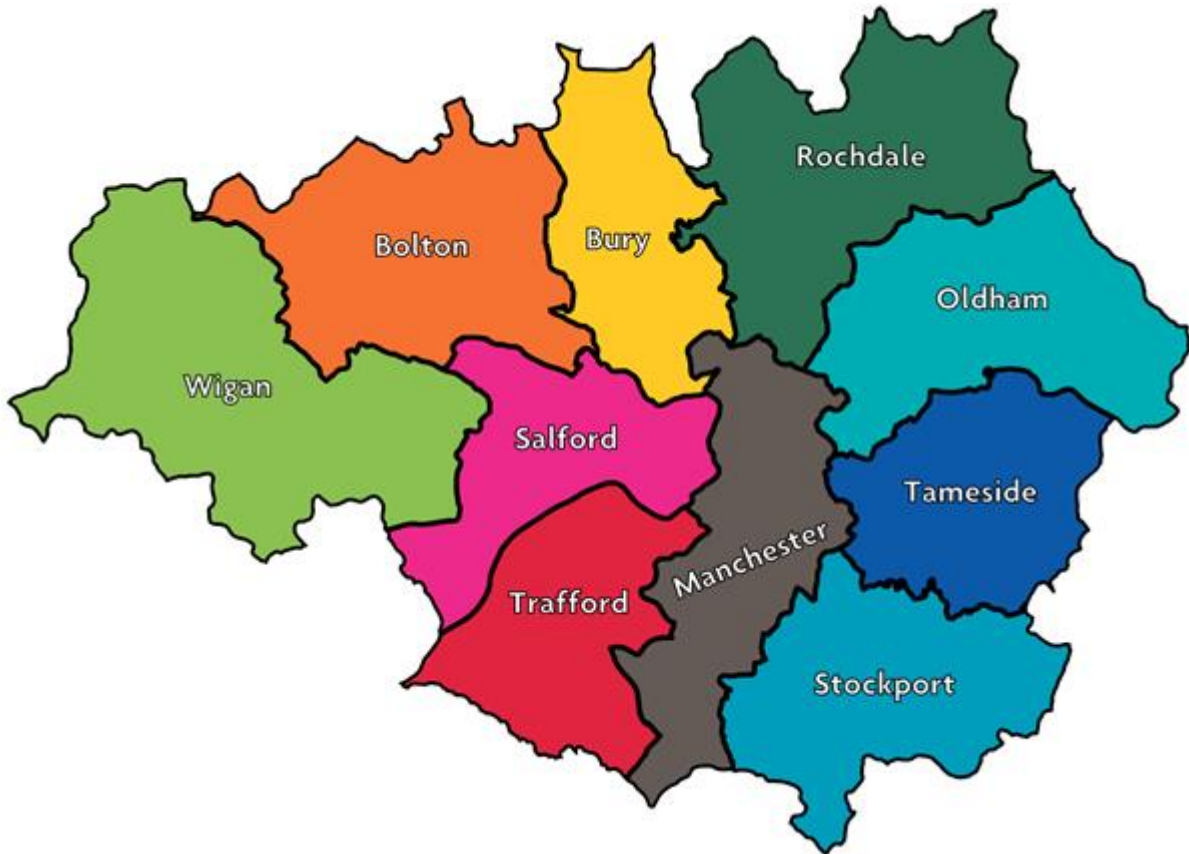 Rochdale
Bolton
Bury
Oldham
Wigan
Salford
Tameside
Manchester
Trafford
Stockport